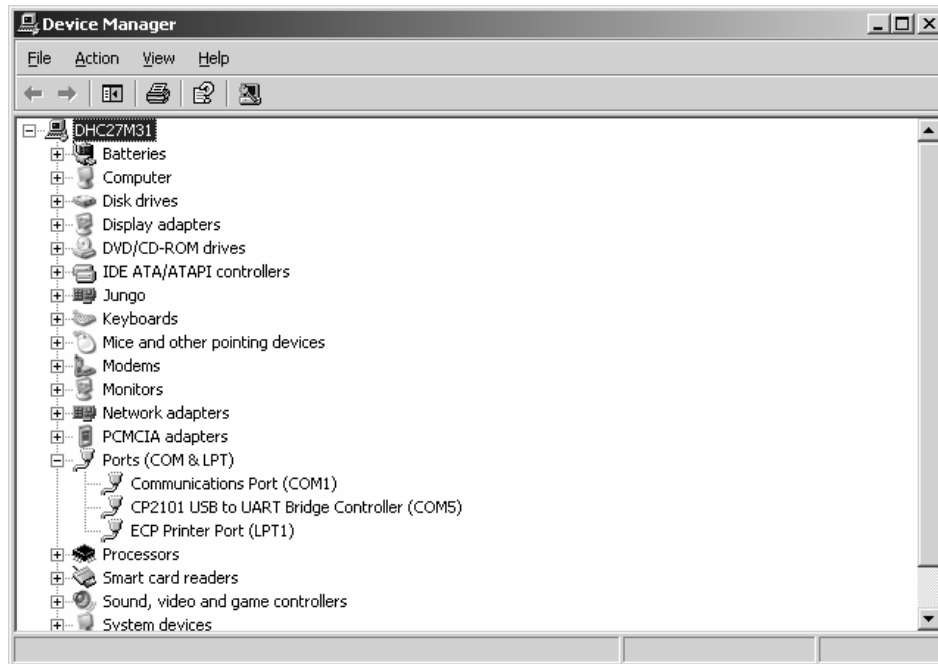 Device Manager
File Action View Help
DHC27M31
Batteries
Computer
Disk drives
Display adapters
DVD/CD-ROM drives
IDE ATA/ATAPI controllers
Jungo
Keyboards
Mice and other pointing devices
Modems
Monitors
Network adapters
PCMCIA adapters
Ports (COM & LPT)
Communications Port (COM1)
CP2101 USB to UART Bridge Controller (COM5)
ECP Printer Port (LPT1)
Processors
Smart card readers
Sound, video and game controllers
System devices